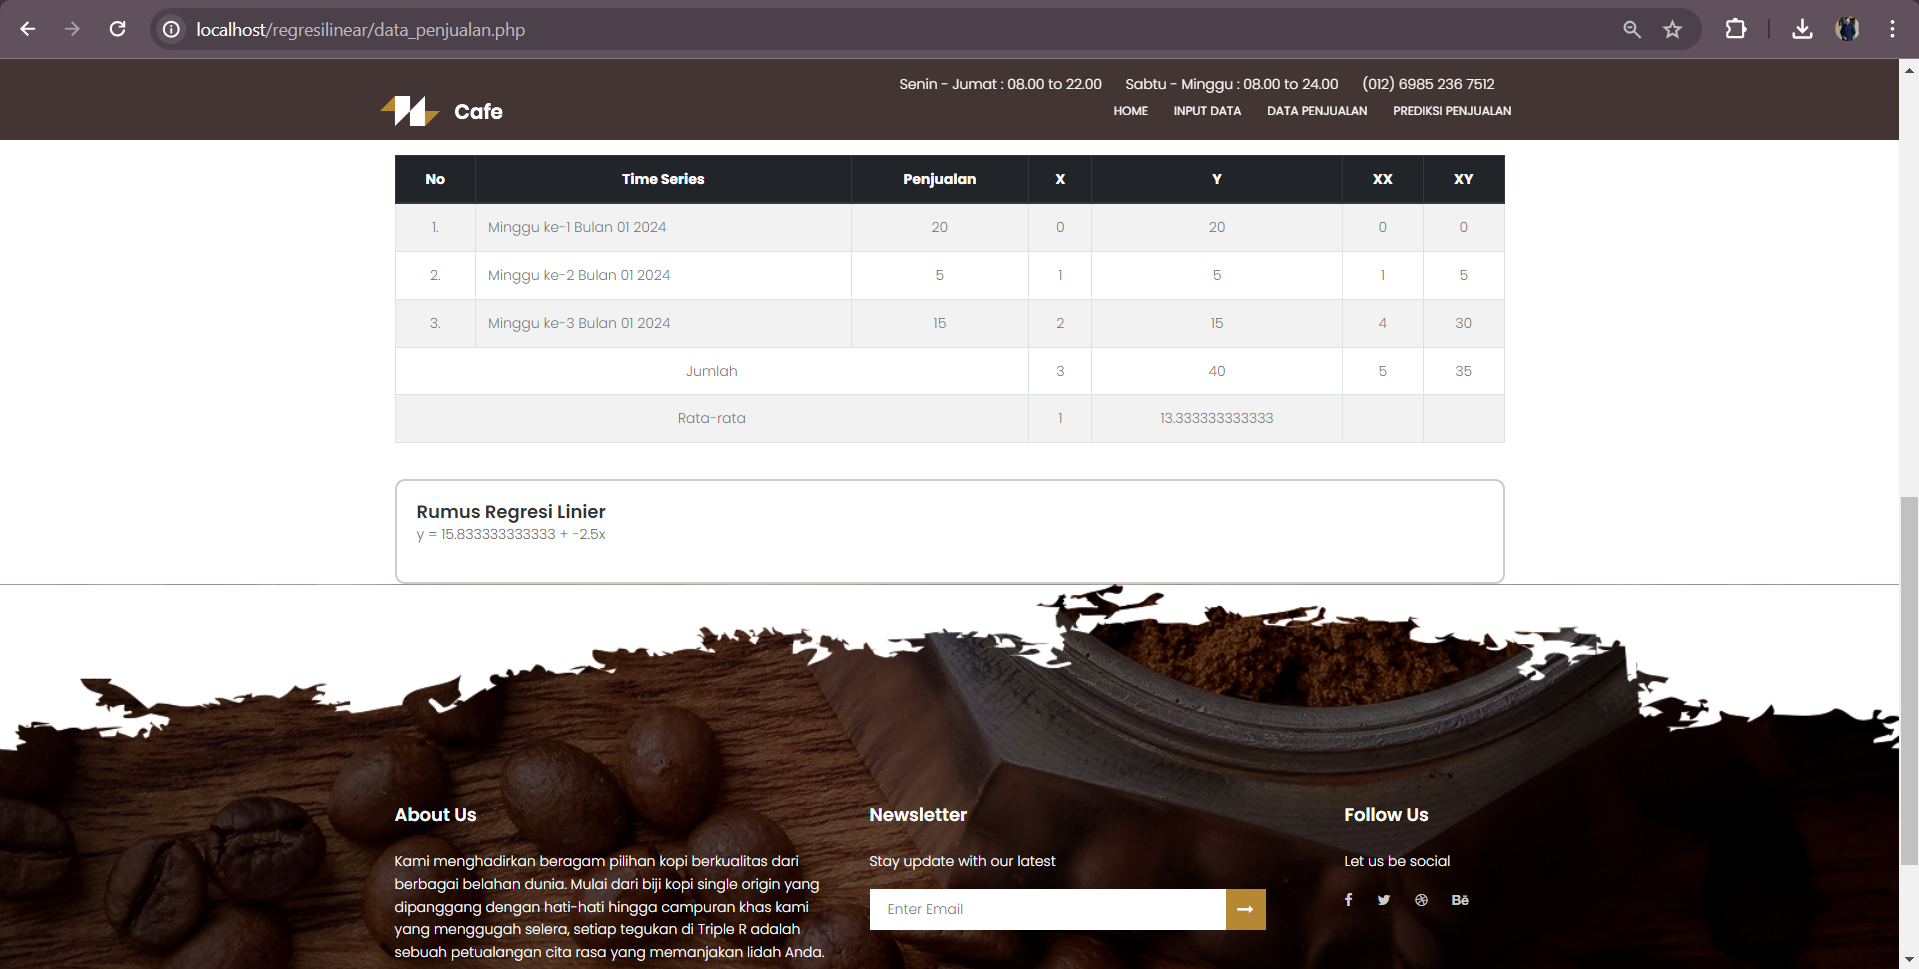 localhost/regresilinear/data_penjualan.php
Senin - Jumat : 08.00 to 22.00 Sabtu - Minggu : 08.00 to 24.00 (012) 6985 236 7512
Cafe
HOME INPUT DATA DATA PENJUALAN PREDIKSI PENJUALAN
No Time Series Penjualan X Y XX XY
1. Minggu ke-1 Bulan 01 2024 20 0 20 0 0
2. Minggu ke-2 Bulan 01 2024 5 1 5 1 5
3. Minggu ke-3 Bulan 01 2024 15 2 15 4 30
Jumlah 3 40 5 35
Rata-rata 1 13.333333333333
Rumus Regresi Linier
y = 15.833333333333 + -2.5x
About Us
Kami menghadirkan beragam pilihan kopi berkualitas dari
berbagai belahan dunia. Mulai dari biji kopi single origin yang
dipanggang dengan hati-hati hingga campuran khas kami
yang menggugah selera, setiap tegukan di Triple R adalah
sebuah petualangan cita rasa yang memanjakan lidah Anda.
Newsletter
Stay update with our latest
Enter Email
Follow Us
Let us be social